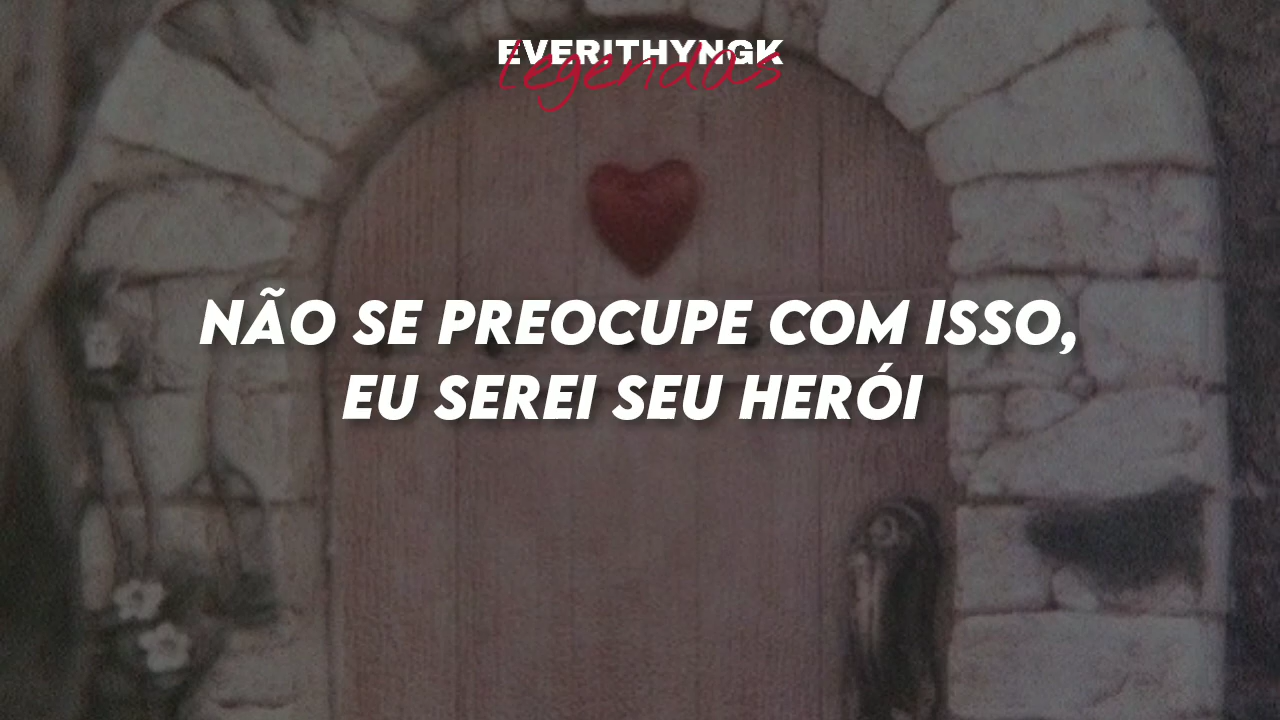 EVERITHYNGK
legendas
NÃO SE PREOCUPE COM ISSO,
EU SEREI SEU HERÓI